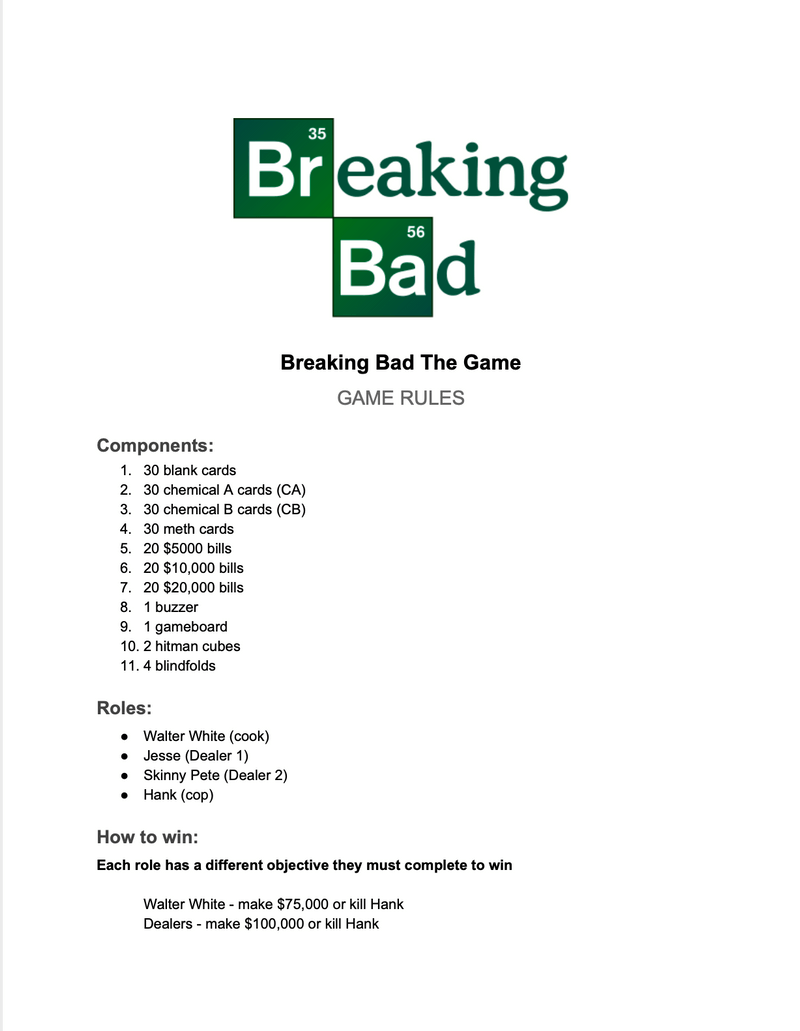 35
Breaking
56
Bad
Breaking Bad The Game
GAME RULES
Components:
1. 30 blank cards
2. 30 chemical A cards (CA)
3. 30 chemical B cards (CB)
4. 30 meth cards
5. 20 $5000 bills
6. 20 $10,000 bills
7. 20 $20,000 bills
8. 1 buzzer
9. 1 gameboard
10. 2 hitman cubes
11. 4 blindfolds
Roles:
● Walter White (cook)
● Jesse (Dealer 1)
● Skinny Pete (Dealer 2)
● Hank (cop)
How to win:
Each role has a different objective they must complete to win
Walter White - make $75,000 or kill Hank
Dealers - make $100,000 or kill Hank